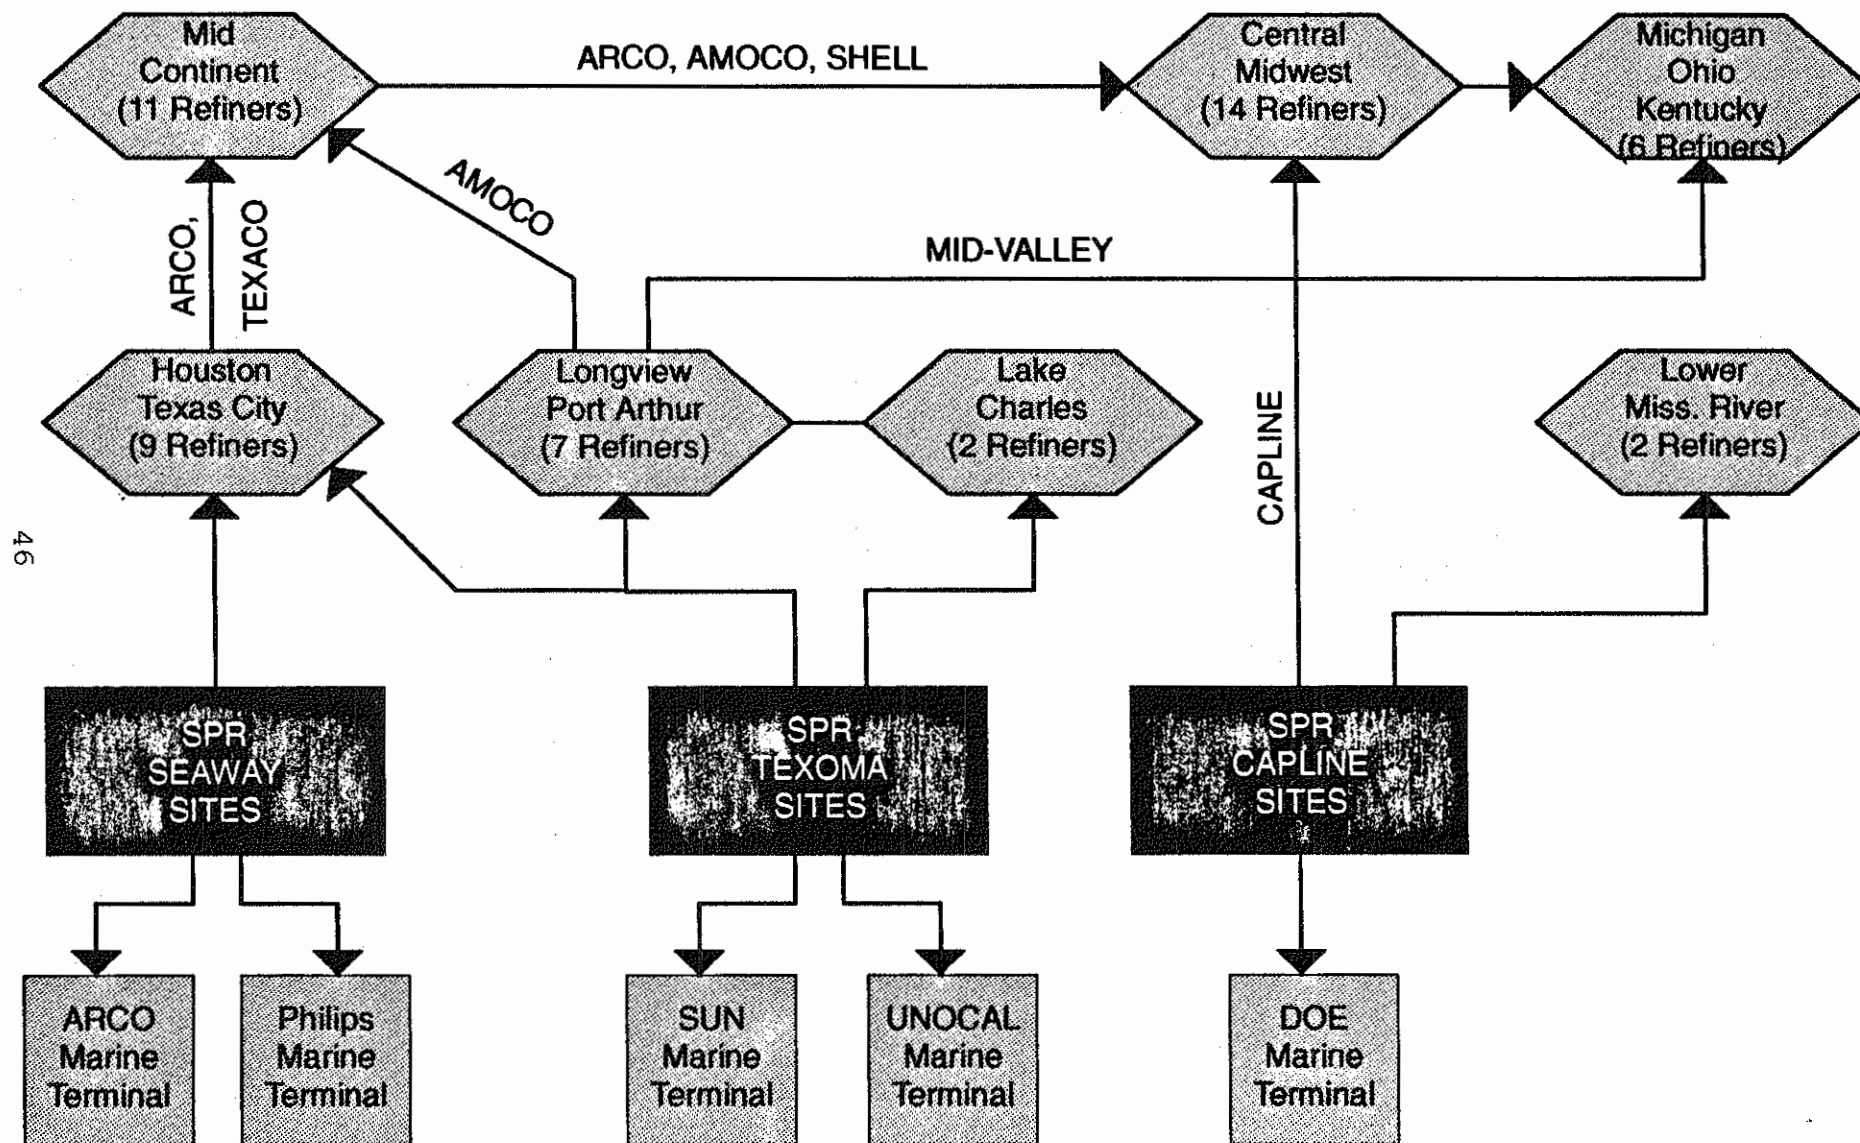 Mid
Continent
(11 Refiners)
ARCO, AMOCO, SHELL
Central
Midwest
(14 Refiners)
Michigan
Ohio
Kentucky
(6 Refiners)
ARCO,
TEXACO
AMOCO
MID-VALLEY
Houston
Texas City
(9 Refiners)
Longview
Port Arthur
(7 Refiners)
Lake
Charles
(2 Refiners)
CAPLINE
Lower
Miss. River
(2 Refiners)
46
SPR
SEAWAY
SITES
SPR
TEXOMA
SITES
SPR
CAPLINE
SITES
ARCO
Marine
Terminal
Philips
Marine
Terminal
SUN
Marine
Terminal
UNOCAL
Marine
Terminal
DOE
Marine
Terminal